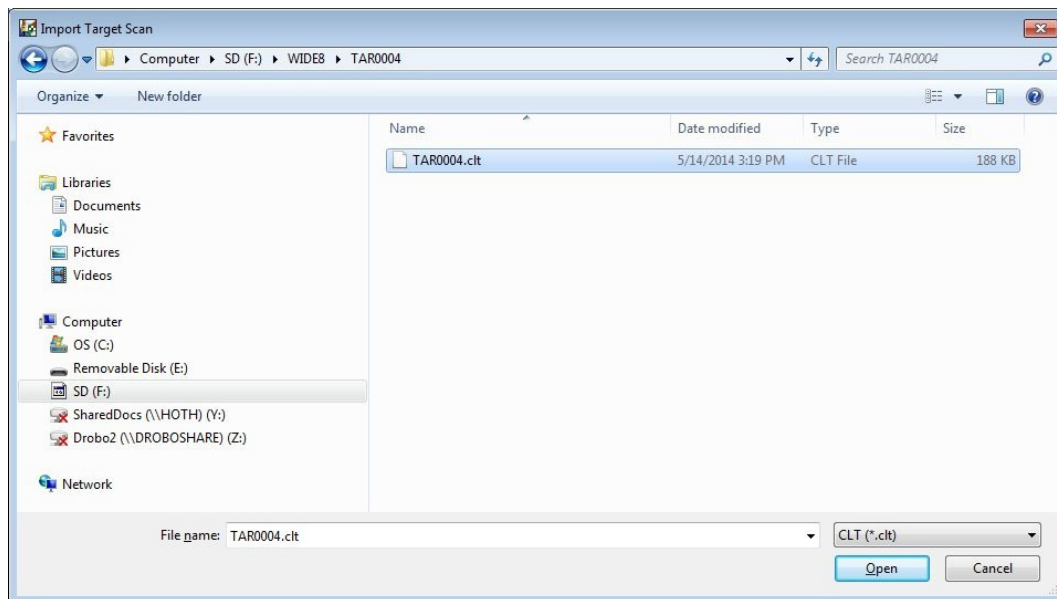 Import Target Scan
Computer SD (F:) WIDE8 TAR0004 Search TAR0004
Organize New folder
Name Date modified Type Size
TAR0004.clt 5/14/2014 3:19 PM CLT File 188 KB
Favorites
Libraries
Documents
Music
Pictures
Videos
Computer
OS (C:)
Removable Disk (E:)
SD (F:)
SharedDocs (\\HOTH) (Y:)
Drobo2 (\\DROBOSHARE) (Z:)
Network
File name: TAR0004.clt CLT (*.clt)
Open Cancel